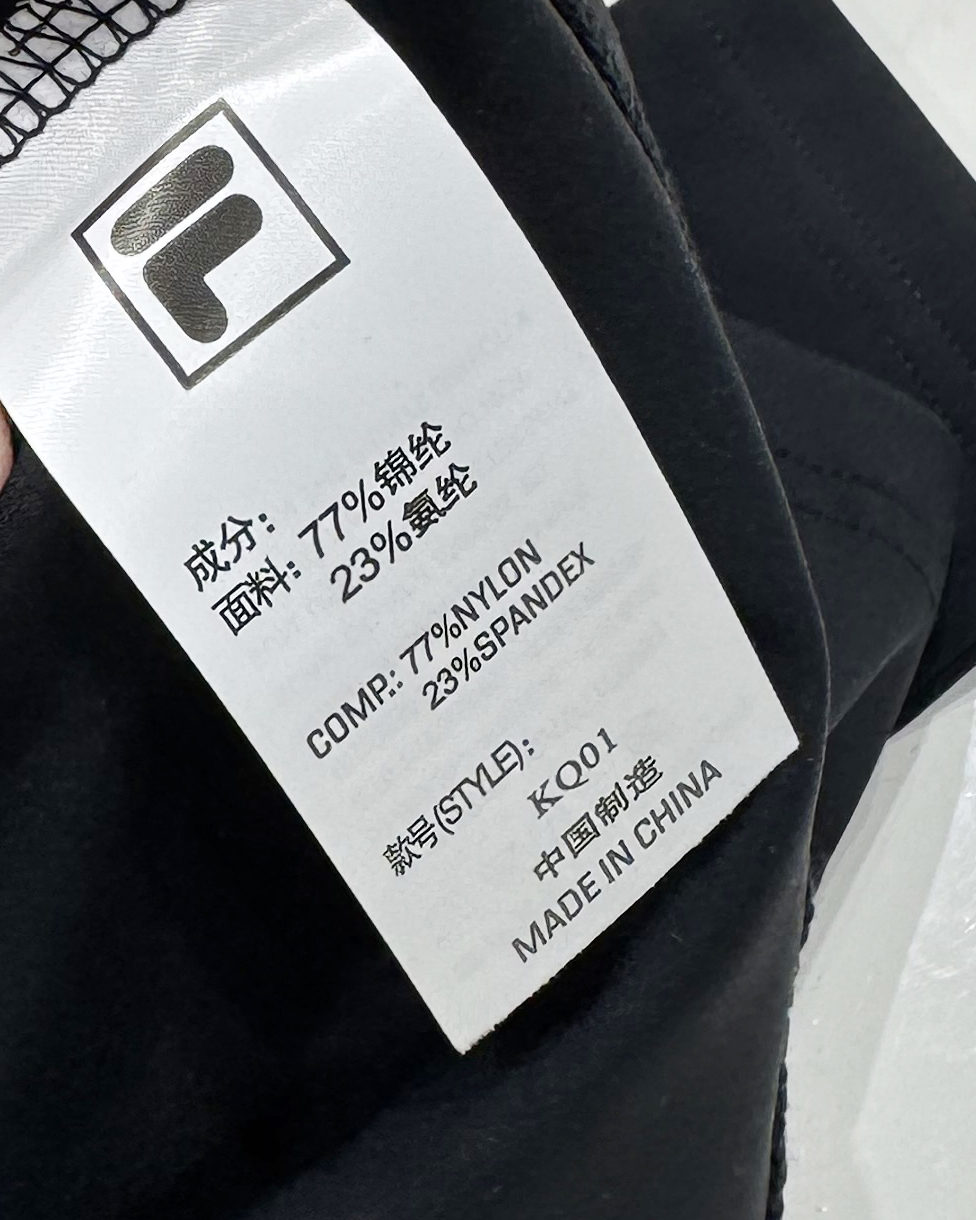 F
成分:
面料: 77%锦纶
23%氨纶
COMP.: 77%NYLON
23%SPANDEX
款号(STYLE):
KQ01
中国制造
MADE IN CHINA